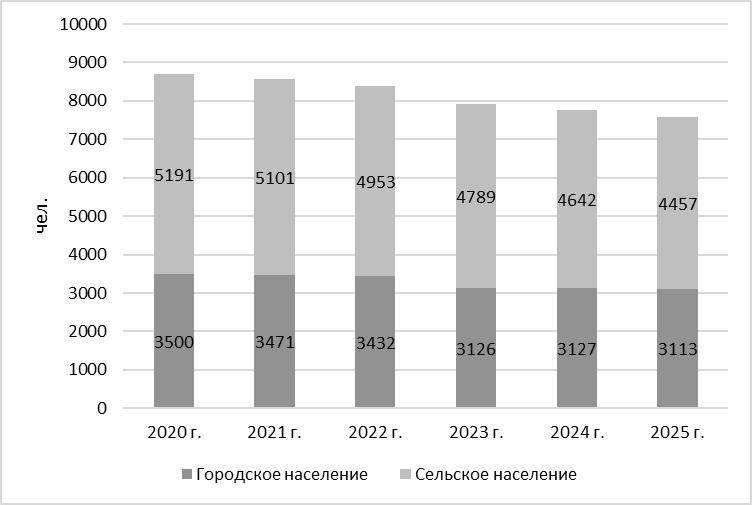 10000
9000
8000
7000
6000
5000
4000
3000
2000
1000
0
чел.
5191 5101 4953 4789 4642 4457
3500 3471 3432 3126 3127 3113
2020 г. 2021 г. 2022 г. 2023 г. 2024 г. 2025 г.
Городское население Сельское население